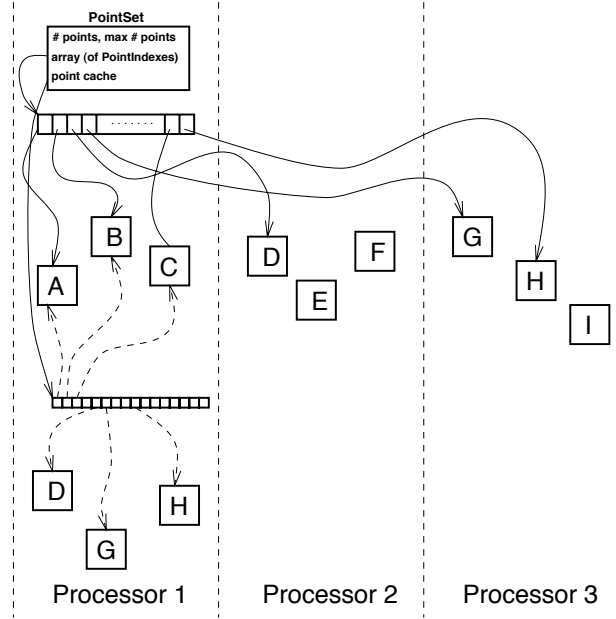 PointSet
# points, max # points
array (of PointIndexes)
point cache
.......
B
D
F
G
A
C
E
H
I
D
H
G
Processor 1
Processor 2
Processor 3